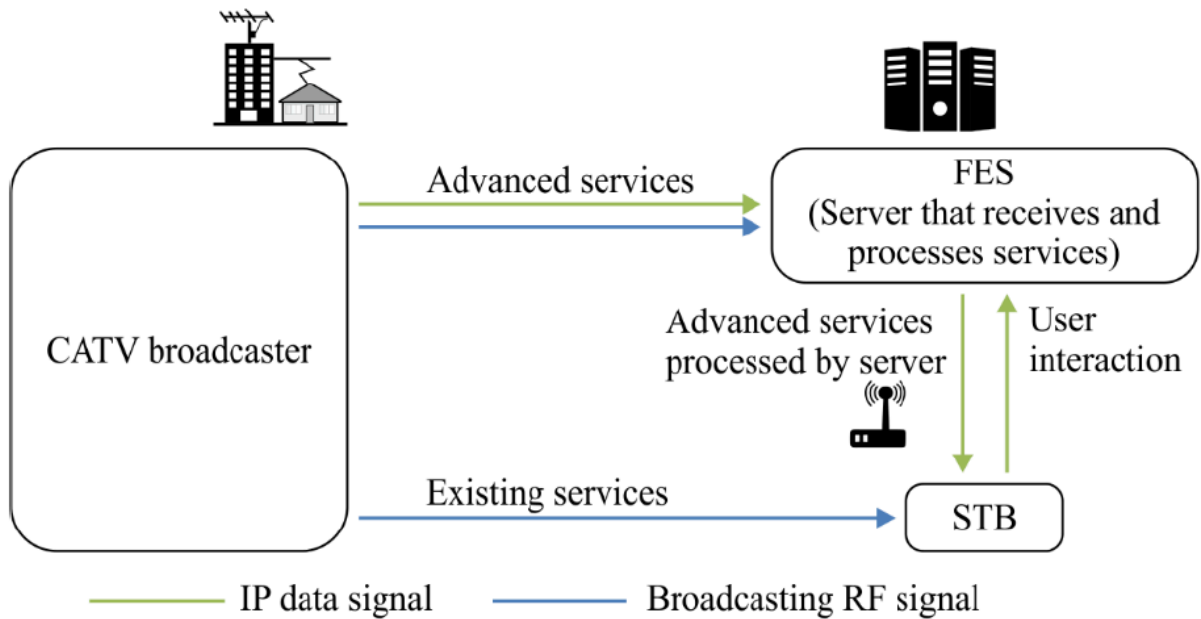 Advanced services
FES
(Server that receives and
processes services)
CATV broadcaster
Advanced services
processed by server
User
interaction
Existing services
STB
IP data signal
Broadcasting RF signal